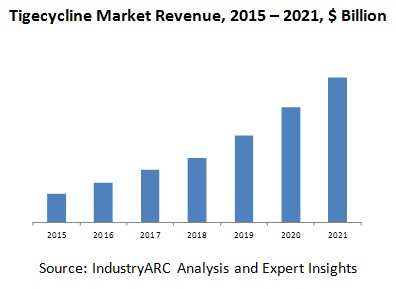 Tigecycline Market Revenue, 2015 – 2021, $ Billion
2015 2016 2017 2018 2019 2020 2021
Source: IndustryARC Analysis and Expert Insights